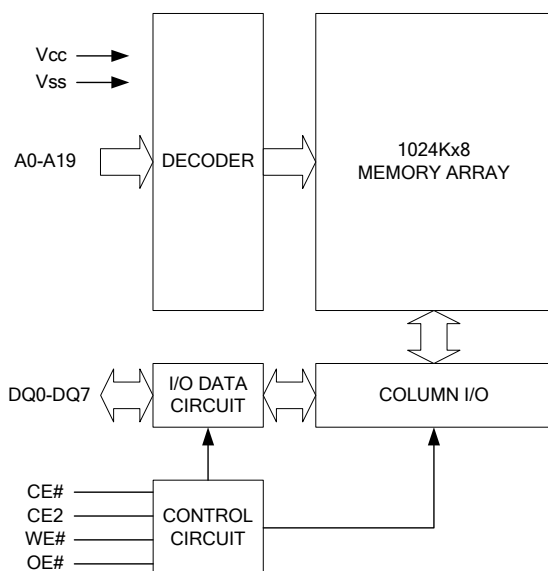 Vcc
Vss
A0-A19
DECODER
1024Kx8
MEMORY ARRAY
DQ0-DQ7
I/O DATA
CIRCUIT
COLUMN I/O
CE#
CE2
WE#
OE#
CONTROL
CIRCUIT